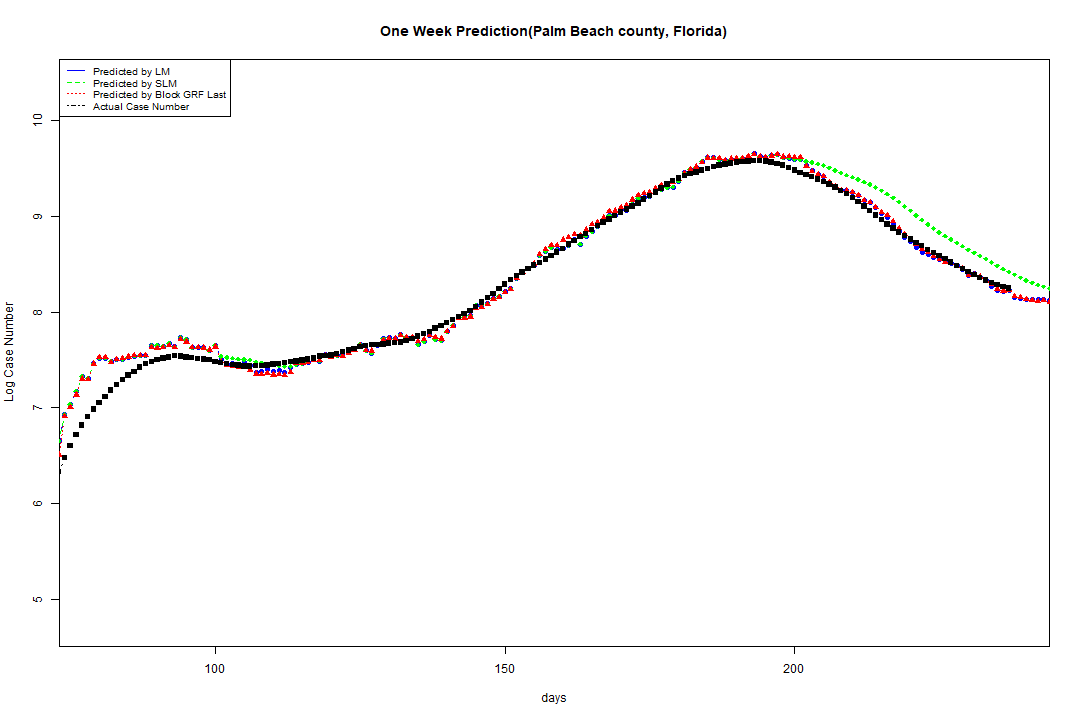 One Week Prediction(Palm Beach county, Florida)
Predicted by LM
Predicted by SLM
Predicted by Block GRF Last
Actual Case Number
10
9
8
7
6
5
Log Case Number
100 150 200
days